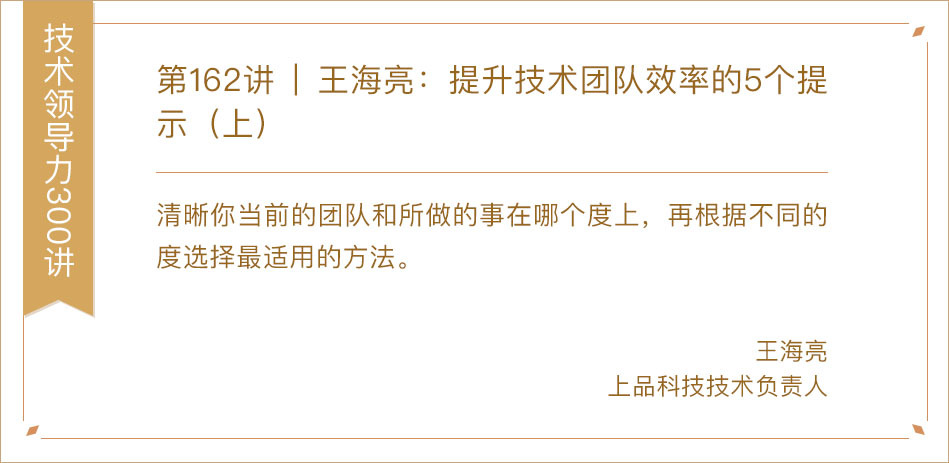 技术领导力300讲
第162讲 | 王海亮：提升技术团队效率的5个提
示（上）
清晰你当前的团队和所做的事在哪个度上，再根据不同的
度选择最适用的方法。
王海亮
上品科技技术负责人